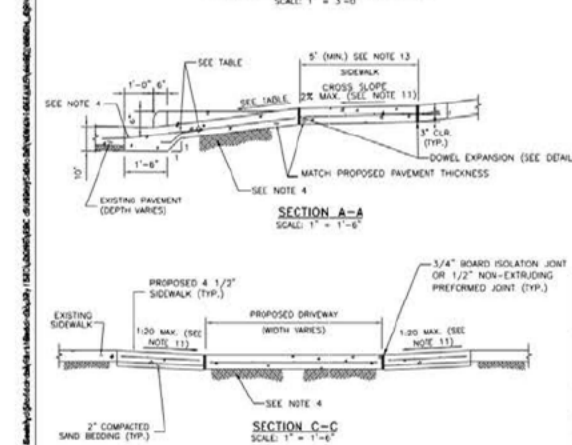 SCALE: 1" = 3'-0"
5' (MIN.) SEE NOTE 13
SIDEWALK
CROSS SLOPE
2% MAX. (SEE NOTE 11)
SEE TABLE
SEE TABLE
1'-0" 6"
SEE NOTE 4
6"
10"
1'-6"
1
1
3" CLR.
(TYP.)
DOWEL EXPANSION (SEE DETAIL
MATCH PROPOSED PAVEMENT THICKNESS
SEE NOTE 4
EXISTING PAVEMENT
(DEPTH VARIES)
SECTION A-A
SCALE: 1" = 1'-6"
3/4" BOARD ISOLATION JOINT
OR 1/2" NON-EXTRUDING
PREFORMED JOINT (TYP.)
PROPOSED 4 1/2"
SIDEWALK (TYP.)
EXISTING
SIDEWALK
PROPOSED DRIVEWAY
(WIDTH VARIES)
1:20 MAX. (SEE
NOTE 11)
1:20 MAX. (SEE
NOTE 11)
SEE NOTE 4
2" COMPACTED
SAND BEDDING (TYP.)
SECTION C-C
SCALE: 1" = 1'-6"